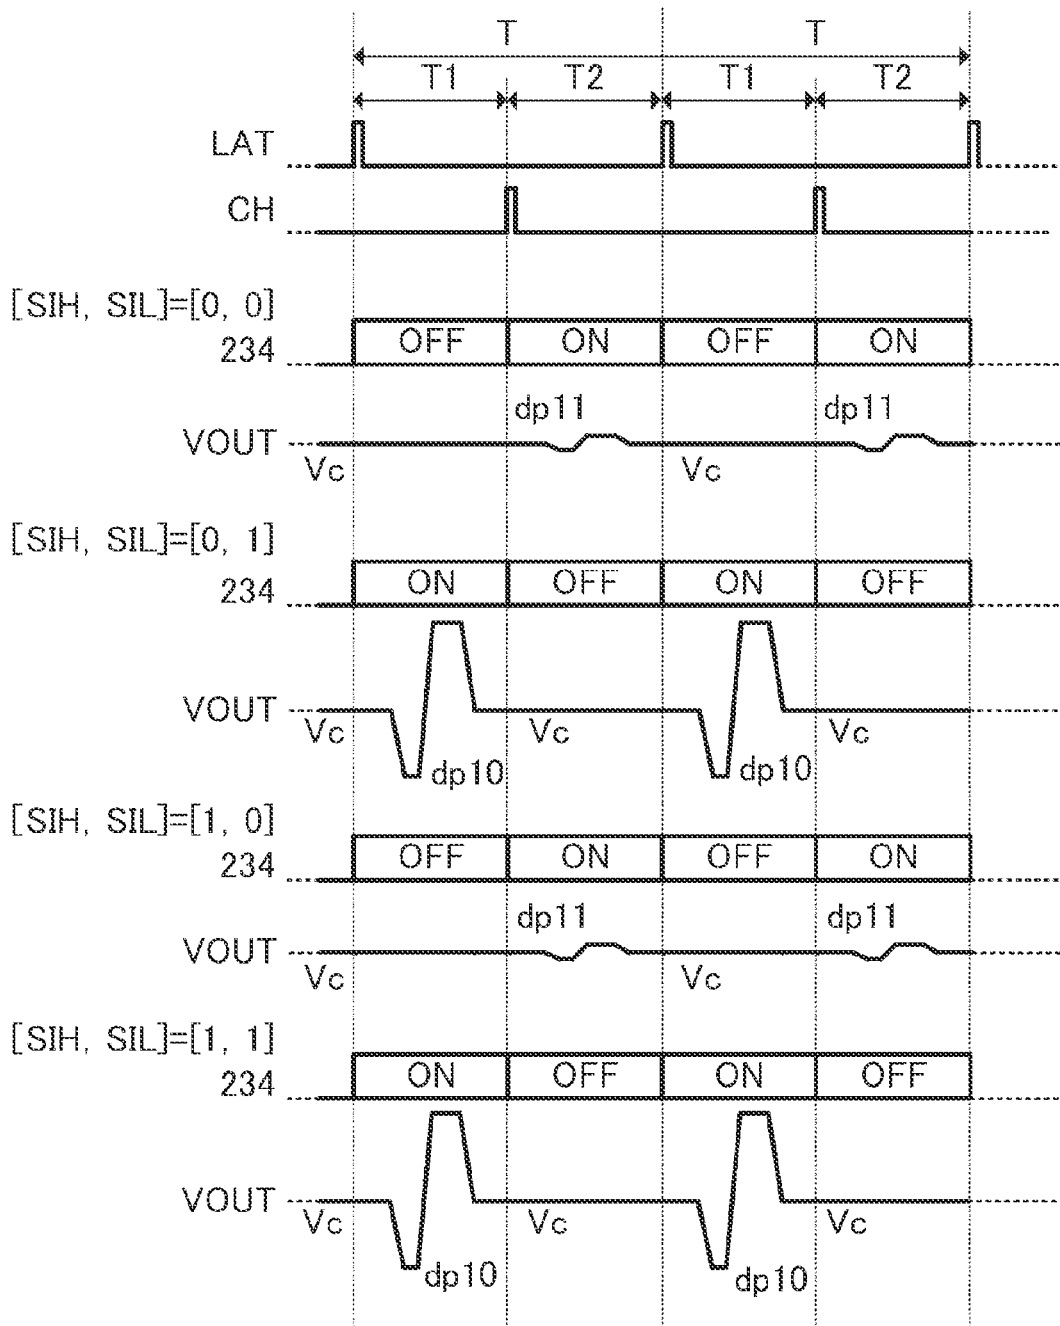 T T
T1 T2 T1 T2
LAT
CH
[SIH, SIL]=[0, 0]
234 OFF ON OFF ON
dp11 dp11
VOUT
Vc Vc
[SIH, SIL]=[0, 1]
234 ON OFF ON OFF
VOUT
Vc Vc Vc
dp10 dp10
[SIH, SIL]=[1, 0]
234 OFF ON OFF ON
dp11 dp11
VOUT
Vc Vc
[SIH, SIL]=[1, 1]
234 ON OFF ON OFF
VOUT
Vc Vc Vc
dp10 dp10